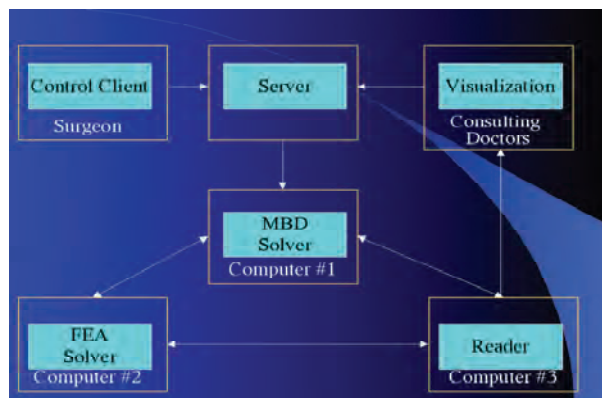 Control Client
Surgeon
Server
Visualization
Consulting
Doctors
MBD
Solver
Computer #1
FEA
Solver
Computer #2
Reader
Computer #3